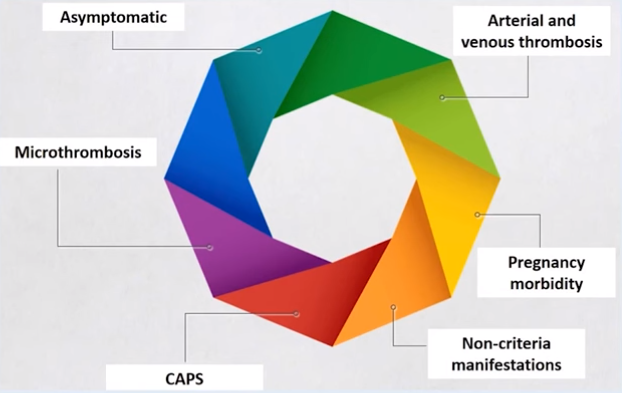 Asymptomatic
Arterial and
venous thrombosis
Microthrombosis
Pregnancy
morbidity
Non-criteria
manifestations
CAPS